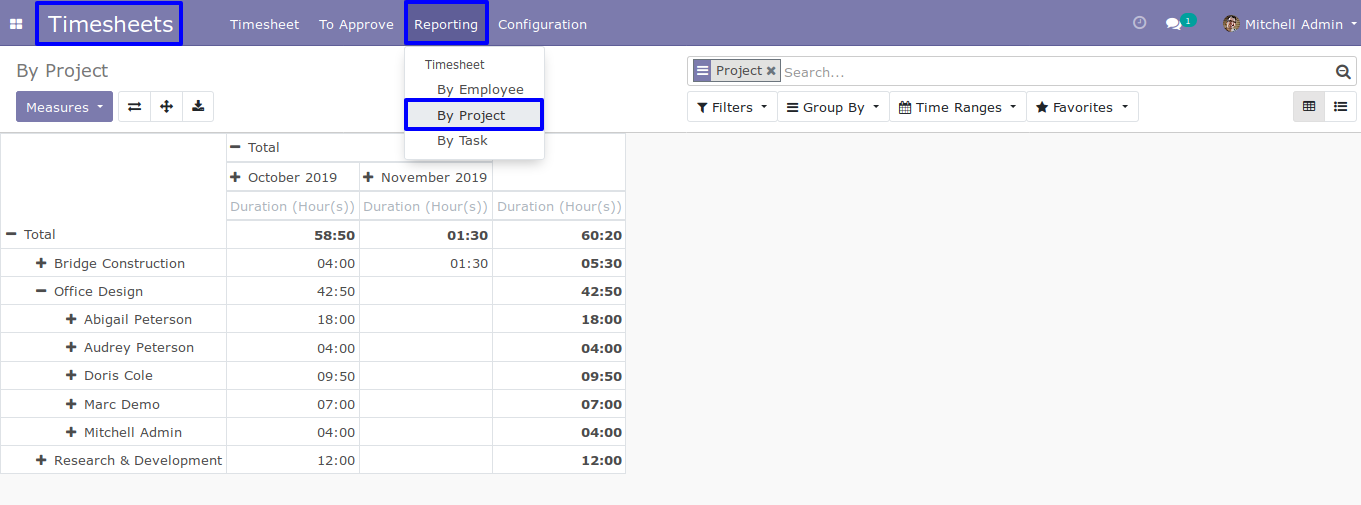 Timesheets Timesheet To Approve Reporting Configuration 1 Mitchell Admin
By Project
Timesheet
By Employee
By Project
By Task
Project Search...
Measures
Filters Group By Time Ranges Favorites
Total
October 2019 November 2019
Duration (Hour(s)) Duration (Hour(s)) Duration (Hour(s))
Total 58:50 01:30 60:20
Bridge Construction 04:00 01:30 05:30
Office Design 42:50 42:50
Abigail Peterson 18:00 18:00
Audrey Peterson 04:00 04:00
Doris Cole 09:50 09:50
Marc Demo 07:00 07:00
Mitchell Admin 04:00 04:00
Research & Development 12:00 12:00